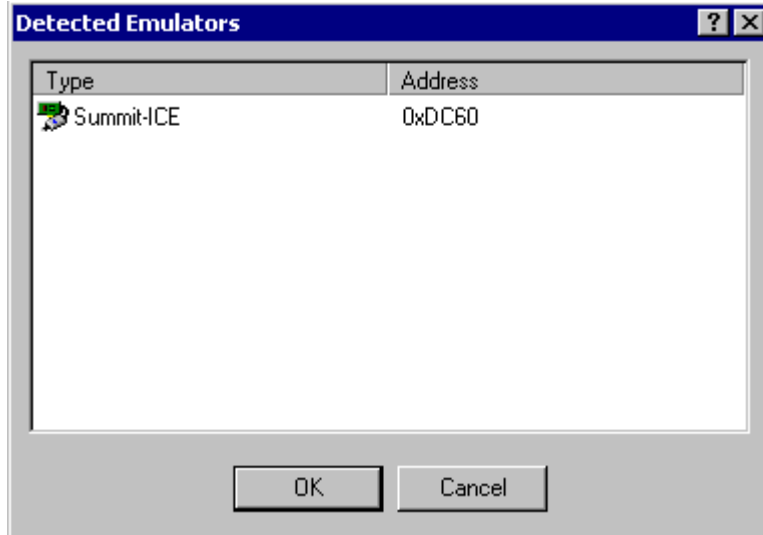 Detected Emulators
Type Address
Summit-ICE 0xDC60
OK Cancel